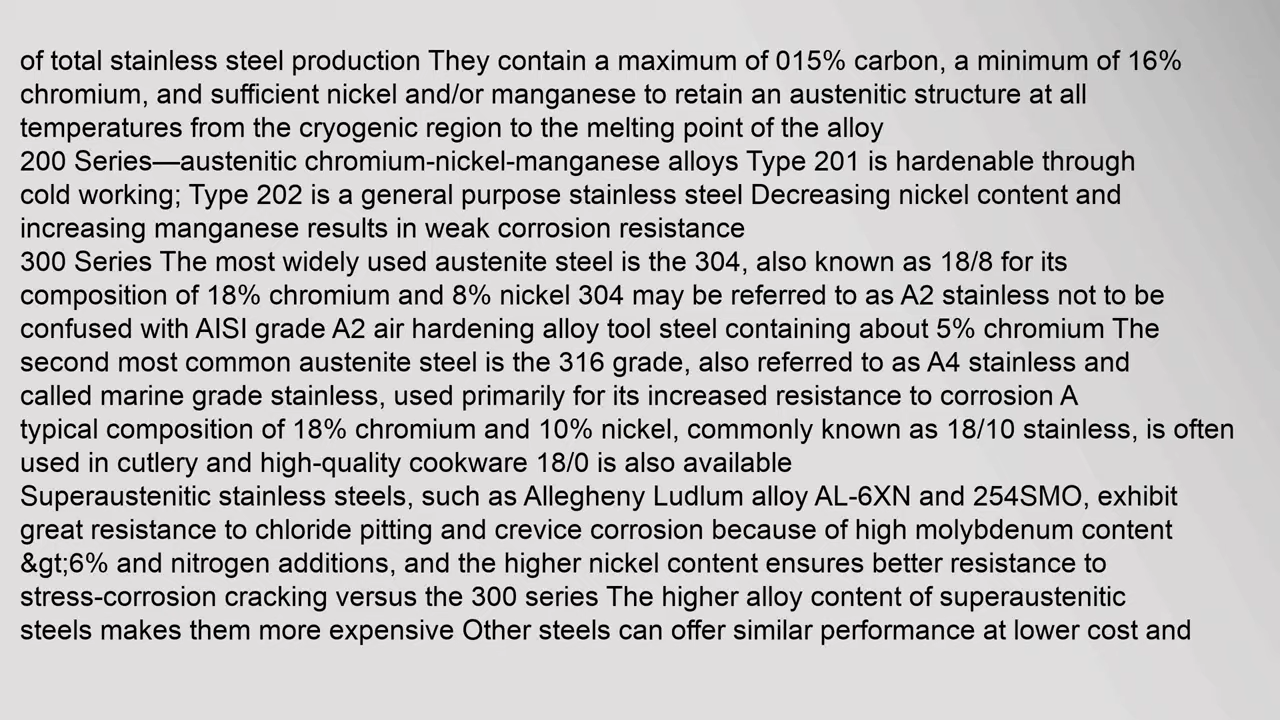 of total stainless steel production They contain a maximum of 015% carbon, a minimum of 16%
chromium, and sufficient nickel and/or manganese to retain an austenitic structure at all
temperatures from the cryogenic region to the melting point of the alloy
200 Series—austenitic chromium-nickel-manganese alloys Type 201 is hardenable through
cold working; Type 202 is a general purpose stainless steel Decreasing nickel content and
increasing manganese results in weak corrosion resistance
300 Series The most widely used austenite steel is the 304, also known as 18/8 for its
composition of 18% chromium and 8% nickel 304 may be referred to as A2 stainless not to be
confused with AISI grade A2 air hardening alloy tool steel containing about 5% chromium The
second most common austenite steel is the 316 grade, also referred to as A4 stainless and
called marine grade stainless, used primarily for its increased resistance to corrosion A
typical composition of 18% chromium and 10% nickel, commonly known as 18/10 stainless, is often
used in cutlery and high-quality cookware 18/0 is also available
Superaustenitic stainless steels, such as Allegheny Ludlum alloy AL-6XN and 254SMO, exhibit
great resistance to chloride pitting and crevice corrosion because of high molybdenum content
&gt;6% and nitrogen additions, and the higher nickel content ensures better resistance to
stress-corrosion cracking versus the 300 series The higher alloy content of superaustenitic
steels makes them more expensive Other steels can offer similar performance at lower cost and